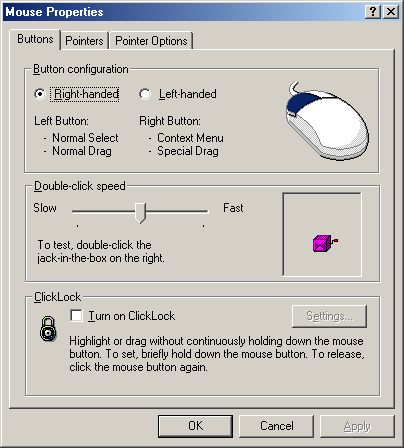 Mouse Properties
Buttons Pointers Pointer Options
Button configuration
Right-handed Left-handed
Left Button: Right Button:
- Normal Select - Context Menu
- Normal Drag - Special Drag
Double-click speed
Slow Fast
To test, double-click the
jack-in-the-box on the right.
ClickLock
Turn on ClickLock Settings...
Highlight or drag without continuously holding down the mouse
button. To set, briefly hold down the mouse button. To release,
click the mouse button again.
OK Cancel Apply